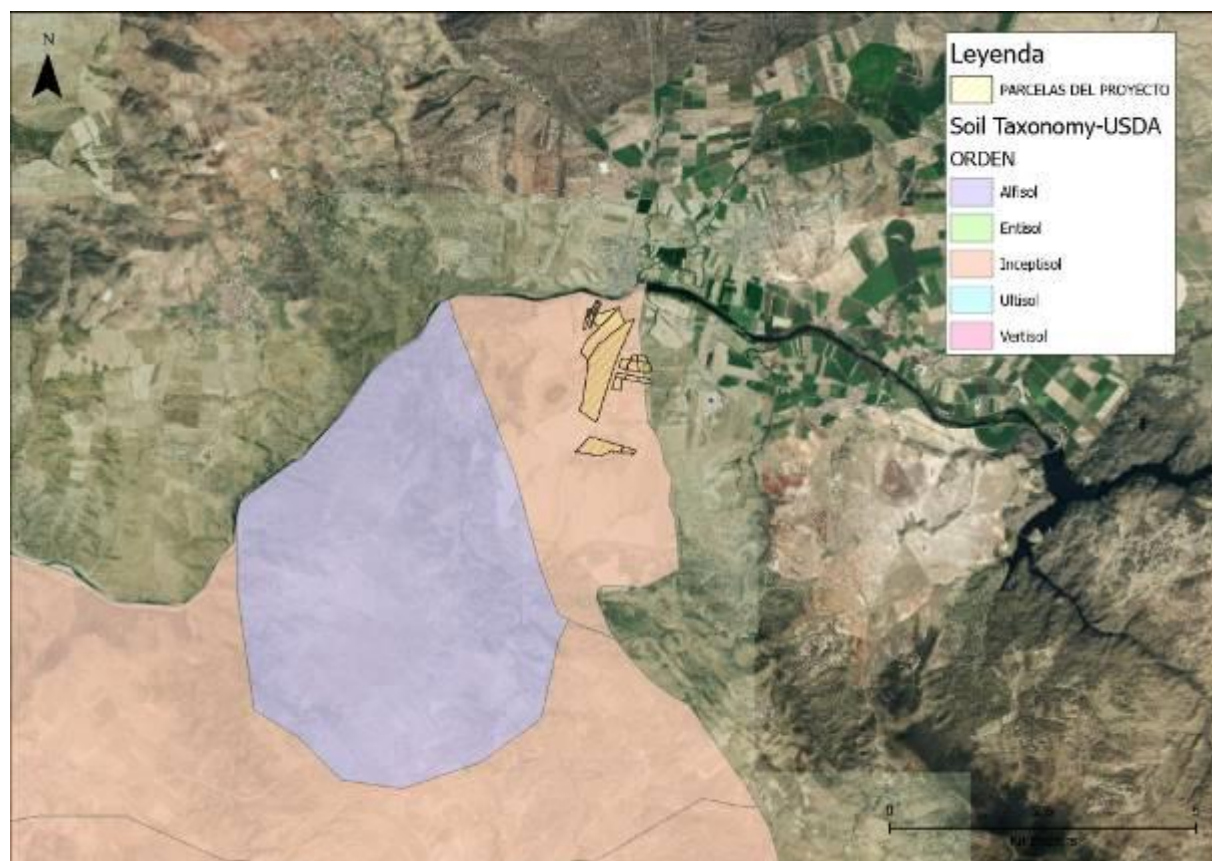 N
Leyenda
PARCELAS DEL PROYECTO
Soil Taxonomy-USDA
ORDEN
Alfisol
Entisol
Inceptisol
Ultisol
Vertisol
0 5